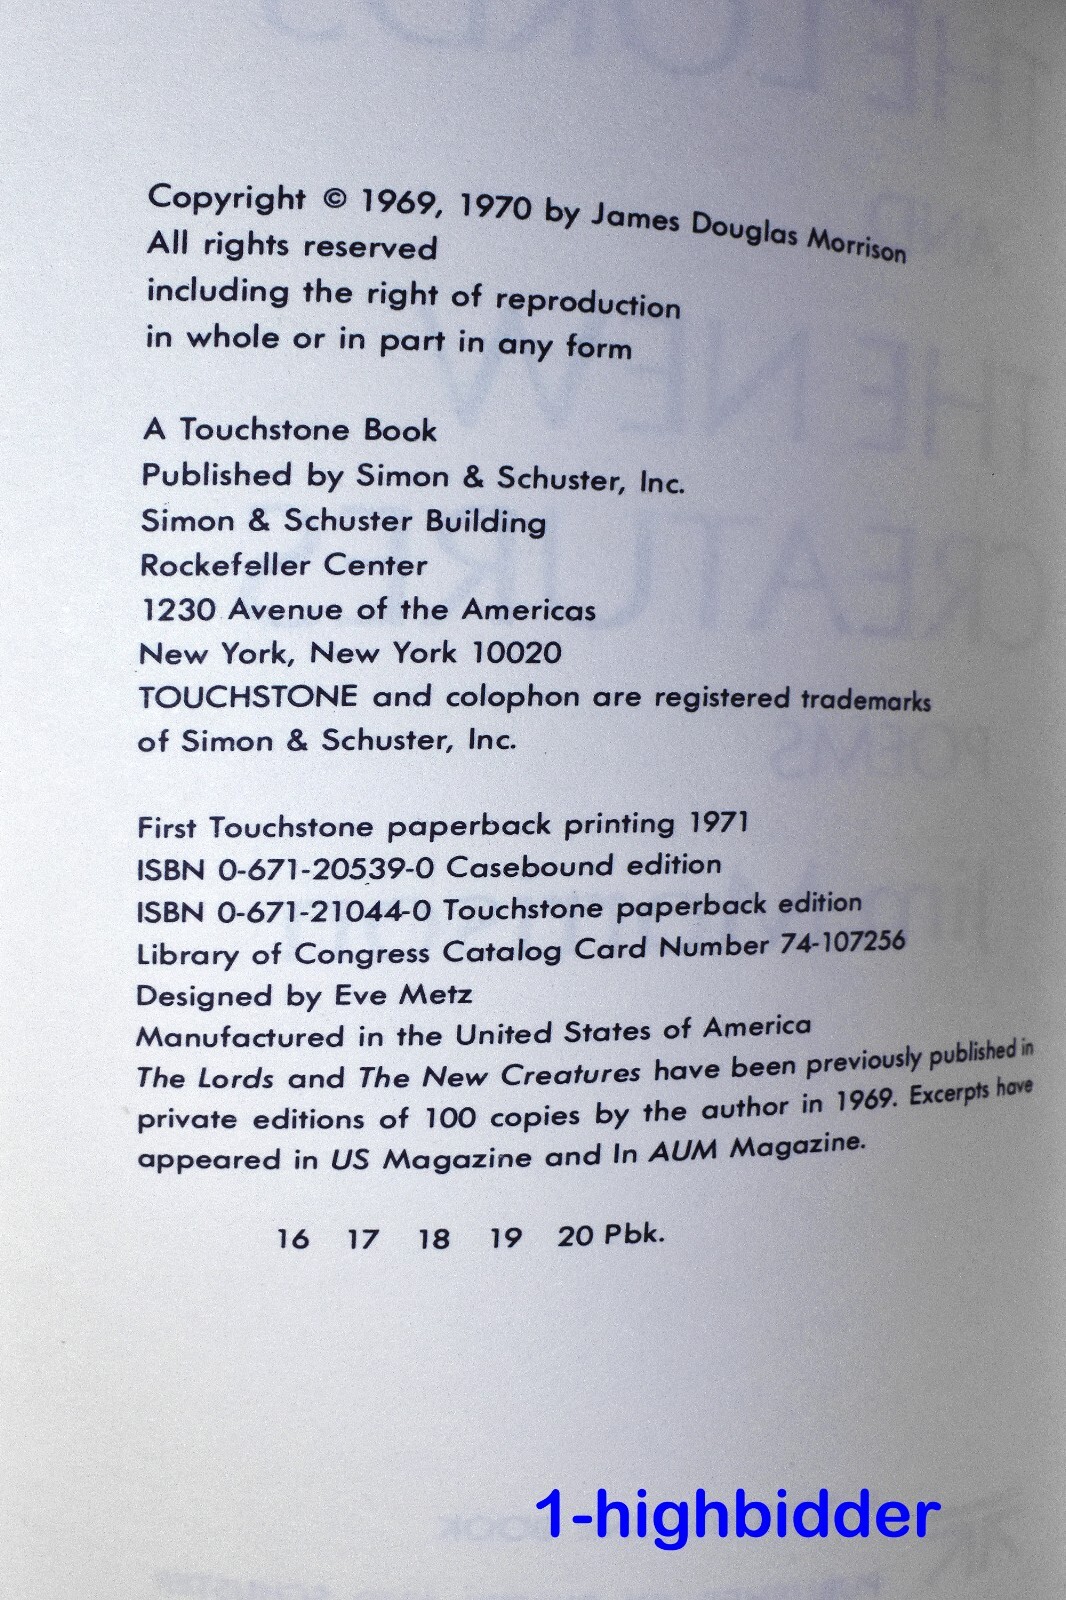 Copyright © 1969, 1970 by James Douglas Morrison
All rights reserved
including the right of reproduction
in whole or in part in any form
A Touchstone Book
Published by Simon & Schuster, Inc.
Simon & Schuster Building
Rockefeller Center
1230 Avenue of the Americas
New York, New York 10020
TOUCHSTONE and colophon are registered trademarks
of Simon & Schuster, Inc.
First Touchstone paperback printing 1971
ISBN 0-671-20539-0 Casebound edition
ISBN 0-671-21044-0 Touchstone paperback edition
Library of Congress Catalog Card Number 74-107256
Designed by Eve Metz
Manufactured in the United States of America
The Lords and The New Creatures have been previously published in
private editions of 100 copies by the author in 1969. Excerpts have
appeared in US Magazine and In AUM Magazine.
16 17 18 19 20 Pbk.
1-highbidder